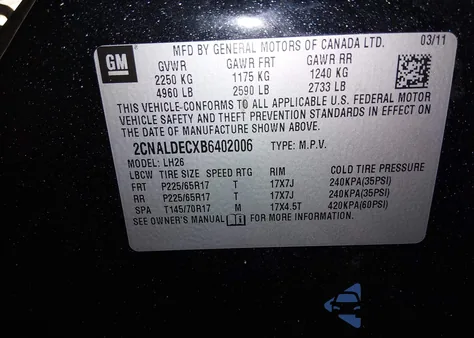 GM
MFD BY GENERAL MOTORS OF CANADA LTD. 03/11
GVWR GAWR FRT GAWR RR
2250 KG 1175 KG 1240 KG
4960 LB 2590 LB 2733 LB
THIS VEHICLE CONFORMS TO ALL APPLICABLE U.S. FEDERAL MOTOR
VEHICLE SAFETY AND THEFT PREVENTION STANDARDS IN EFFECT ON
THE DATE OF MANUFACTURE SHOWN ABOVE.
2CNALDECXB6402006 TYPE: M.P.V.
MODEL: LH26
LBCW TIRE SIZE SPEED RTG RIM COLD TIRE PRESSURE
FRT P225/65R17 T 17X7J 240KPA(35PSI)
RR P225/65R17 T 17X7J 240KPA(35PSI)
SPA T145/70R17 M 17X4.5T 420KPA(60PSI)
SEE OWNER'S MANUAL FOR MORE INFORMATION.